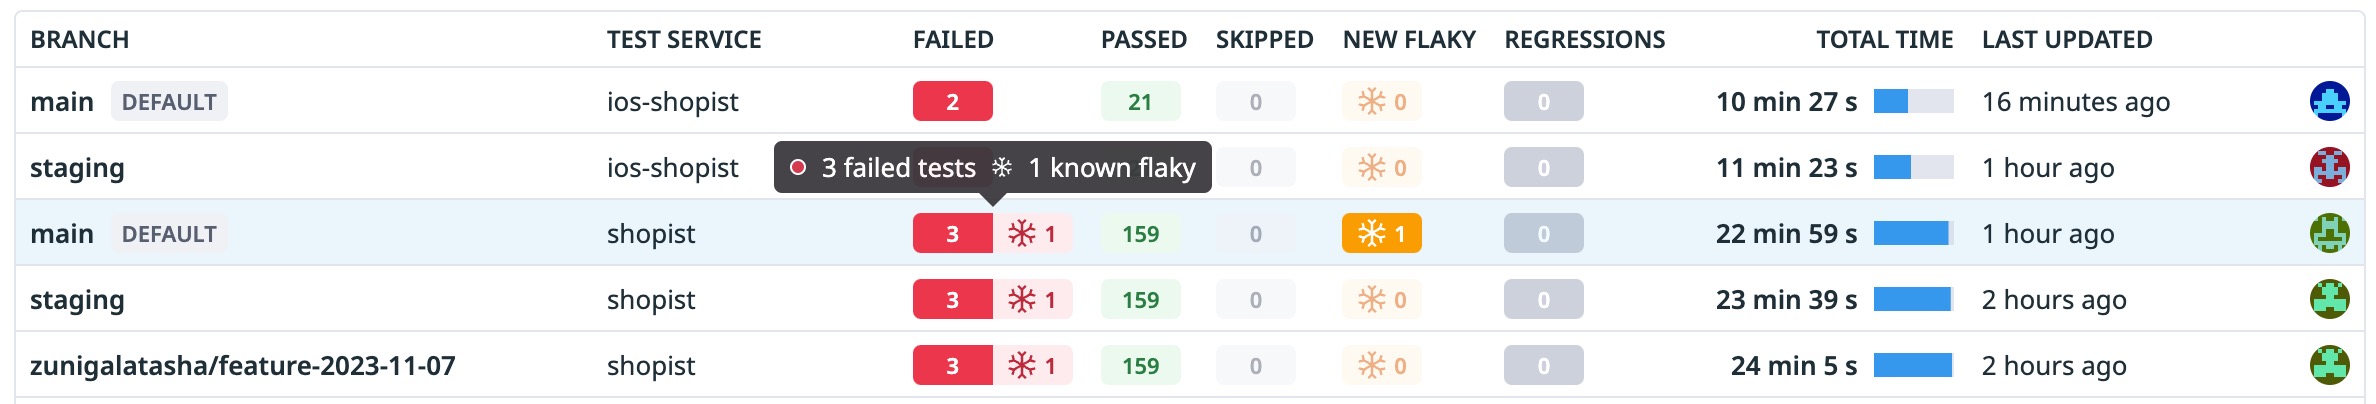 BRANCH TEST SERVICE FAILED PASSED SKIPPED NEW FLAKY REGRESSIONS TOTAL TIME LAST UPDATED
main DEFAULT ios-shopist 2 21 0 0 0 10 min 27 s 16 minutes ago
staging ios-shopist 3 failed tests 1 known flaky 0 0 0 11 min 23 s 1 hour ago
main DEFAULT shopist 3 1 159 0 1 0 22 min 59 s 1 hour ago
staging shopist 3 1 159 0 0 0 23 min 39 s 2 hours ago
zunigalatasha/feature-2023-11-07 shopist 3 1 159 0 0 0 24 min 5 s 2 hours ago